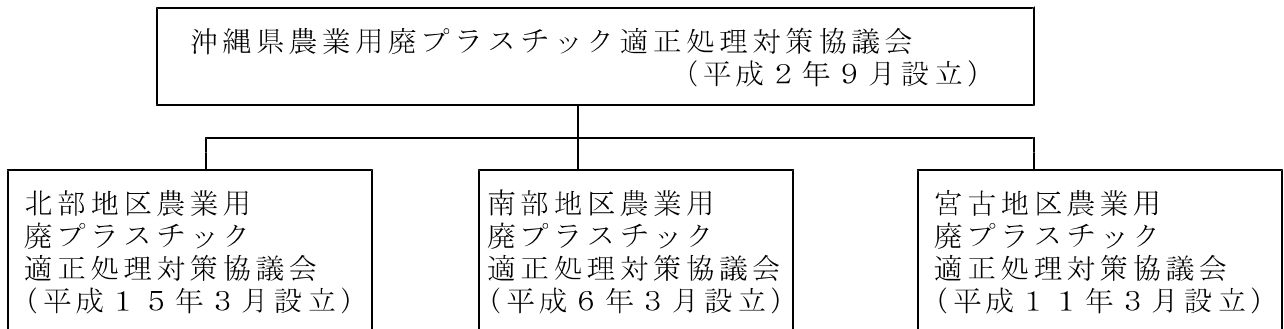 沖縄県農業用廃プラスチック適正処理対策協議会
（平成２年９月設立）
北部地区農業用
廃プラスチック
適正処理対策協議会
（平成１５年３月設立）
南部地区農業用
廃プラスチック
適正処理対策協議会
（平成６年３月設立）
宮古地区農業用
廃プラスチック
適正処理対策協議会
（平成１１年３月設立）